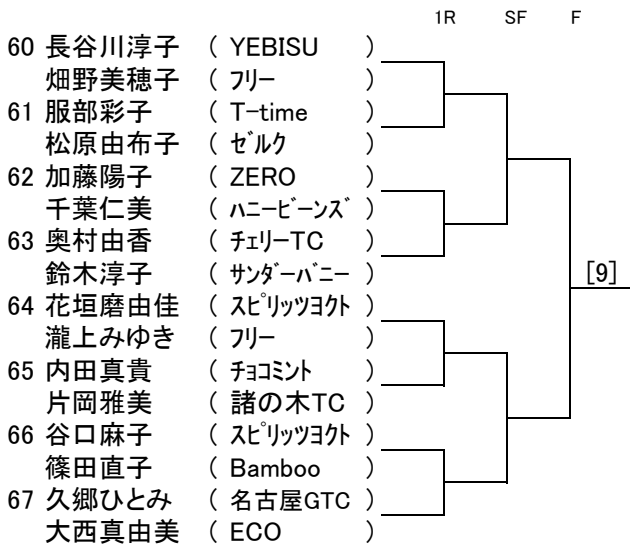 1R SF F
60 長谷川淳子 ( YEBISU )
畑野美穂子 ( フリー )
61 服部彩子 ( T-time )
松原由布子 ( ゼルク )
62 加藤陽子 ( ZERO )
千葉仁美 ( ハニービーンズ )
63 奥村由香 ( チェリーTC )
鈴木淳子 ( サンダーバニー )
[9]
64 花垣磨由佳 ( スピリッツヨクト )
瀧上みゆき ( フリー )
65 内田真貴 ( チョコミント )
片岡雅美 ( 諸の木TC )
66 谷口麻子 ( スピリッツヨクト )
篠田直子 ( Bamboo )
67 久郷ひとみ ( 名古屋GTC )
大西真由美 ( ECO )